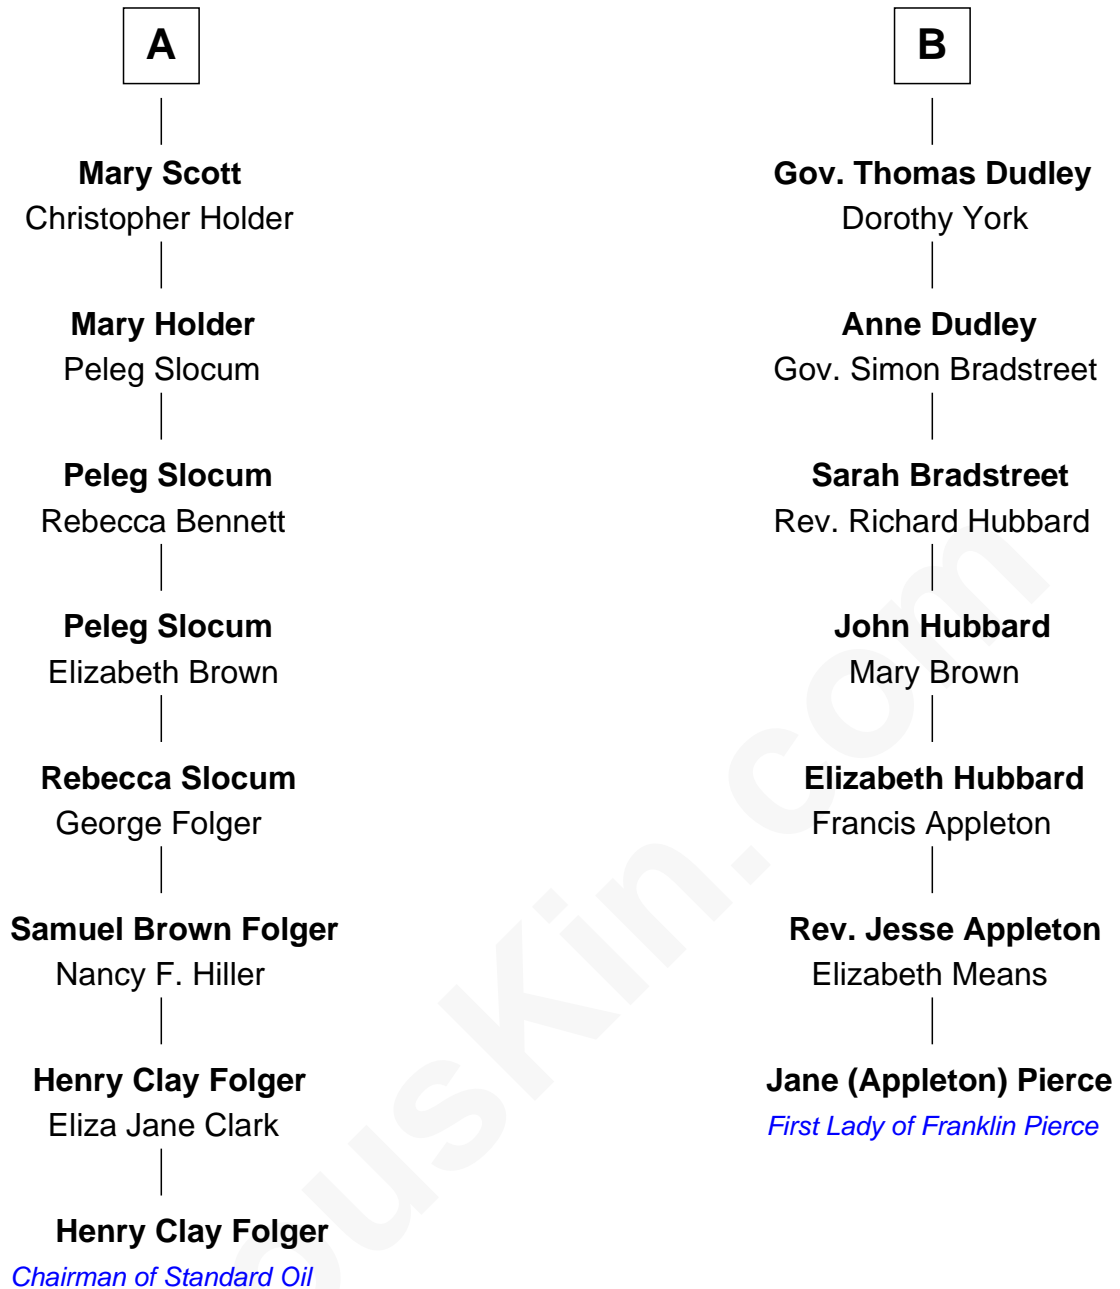 A
Mary Scott
Christopher Holder
Mary Holder
Peleg Slocum
Peleg Slocum
Rebecca Bennett
Peleg Slocum
Elizabeth Brown
Rebecca Slocum
George Folger
Samuel Brown Folger
Nancy F. Hiller
Henry Clay Folger
Eliza Jane Clark
Henry Clay Folger
Chairman of Standard Oil
B
Gov. Thomas Dudley
Dorothy York
Anne Dudley
Gov. Simon Bradstreet
Sarah Bradstreet
Rev. Richard Hubbard
John Hubbard
Mary Brown
Elizabeth Hubbard
Francis Appleton
Rev. Jesse Appleton
Elizabeth Means
Jane (Appleton) Pierce
First Lady of Franklin Pierce
ousKin.com